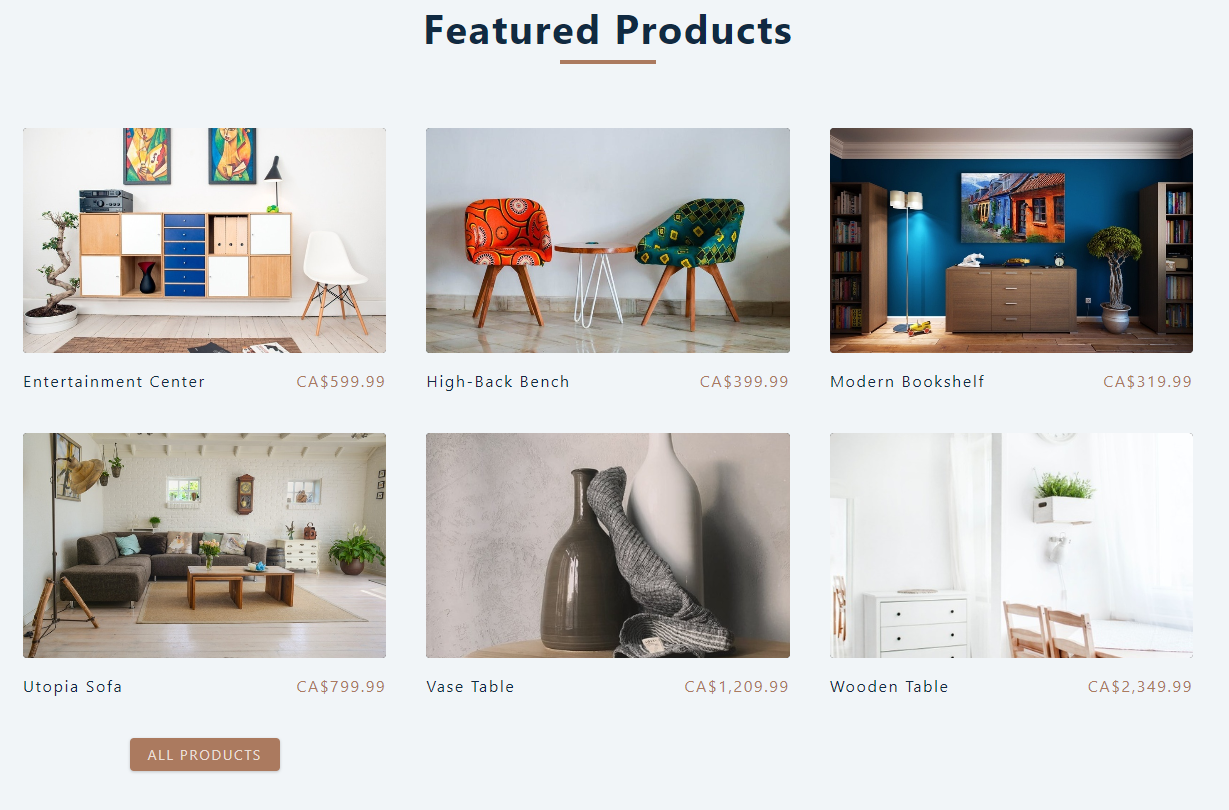 Featured Products
Entertainment Center CA$599.99
High-Back Bench CA$399.99
Modern Bookshelf CA$319.99
Utopia Sofa CA$799.99
Vase Table CA$1,209.99
Wooden Table CA$2,349.99
ALL PRODUCTS